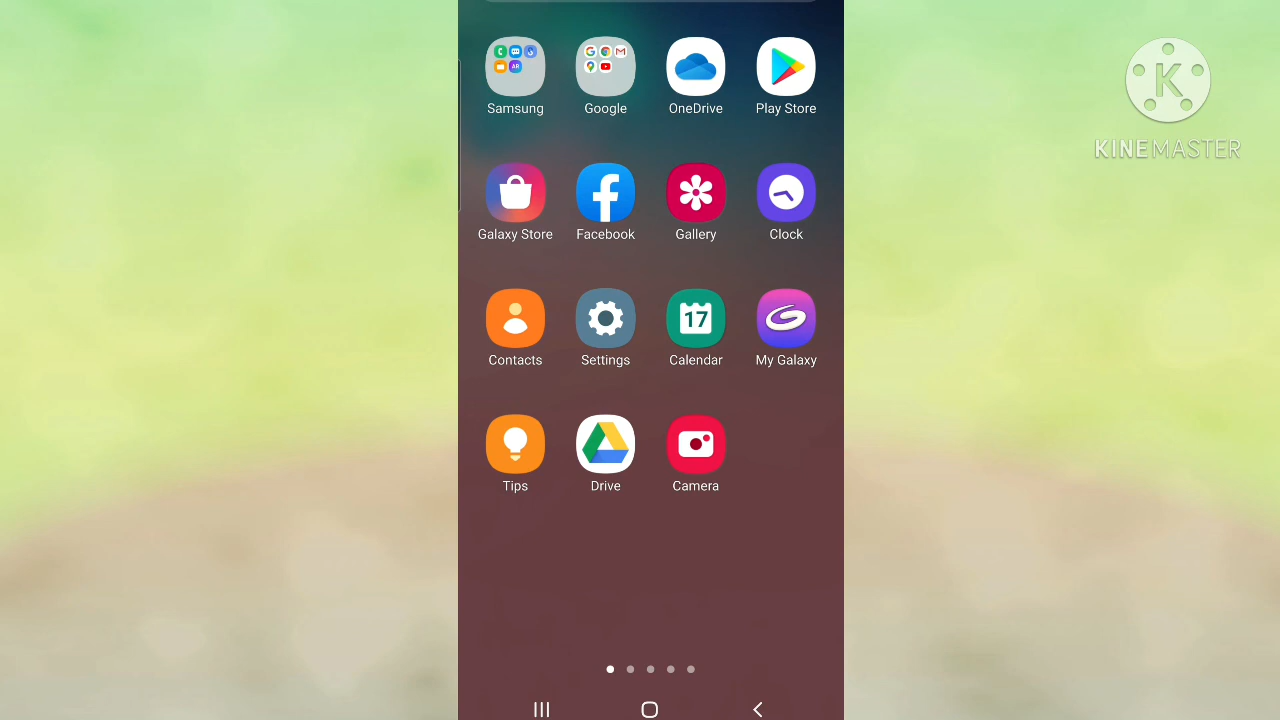 Samsung
Google
OneDrive
Play Store
Galaxy Store
Facebook
Gallery
Clock
Contacts
Settings
17
Calendar
My Galaxy
Tips
Drive
Camera
K
KINEMASTER